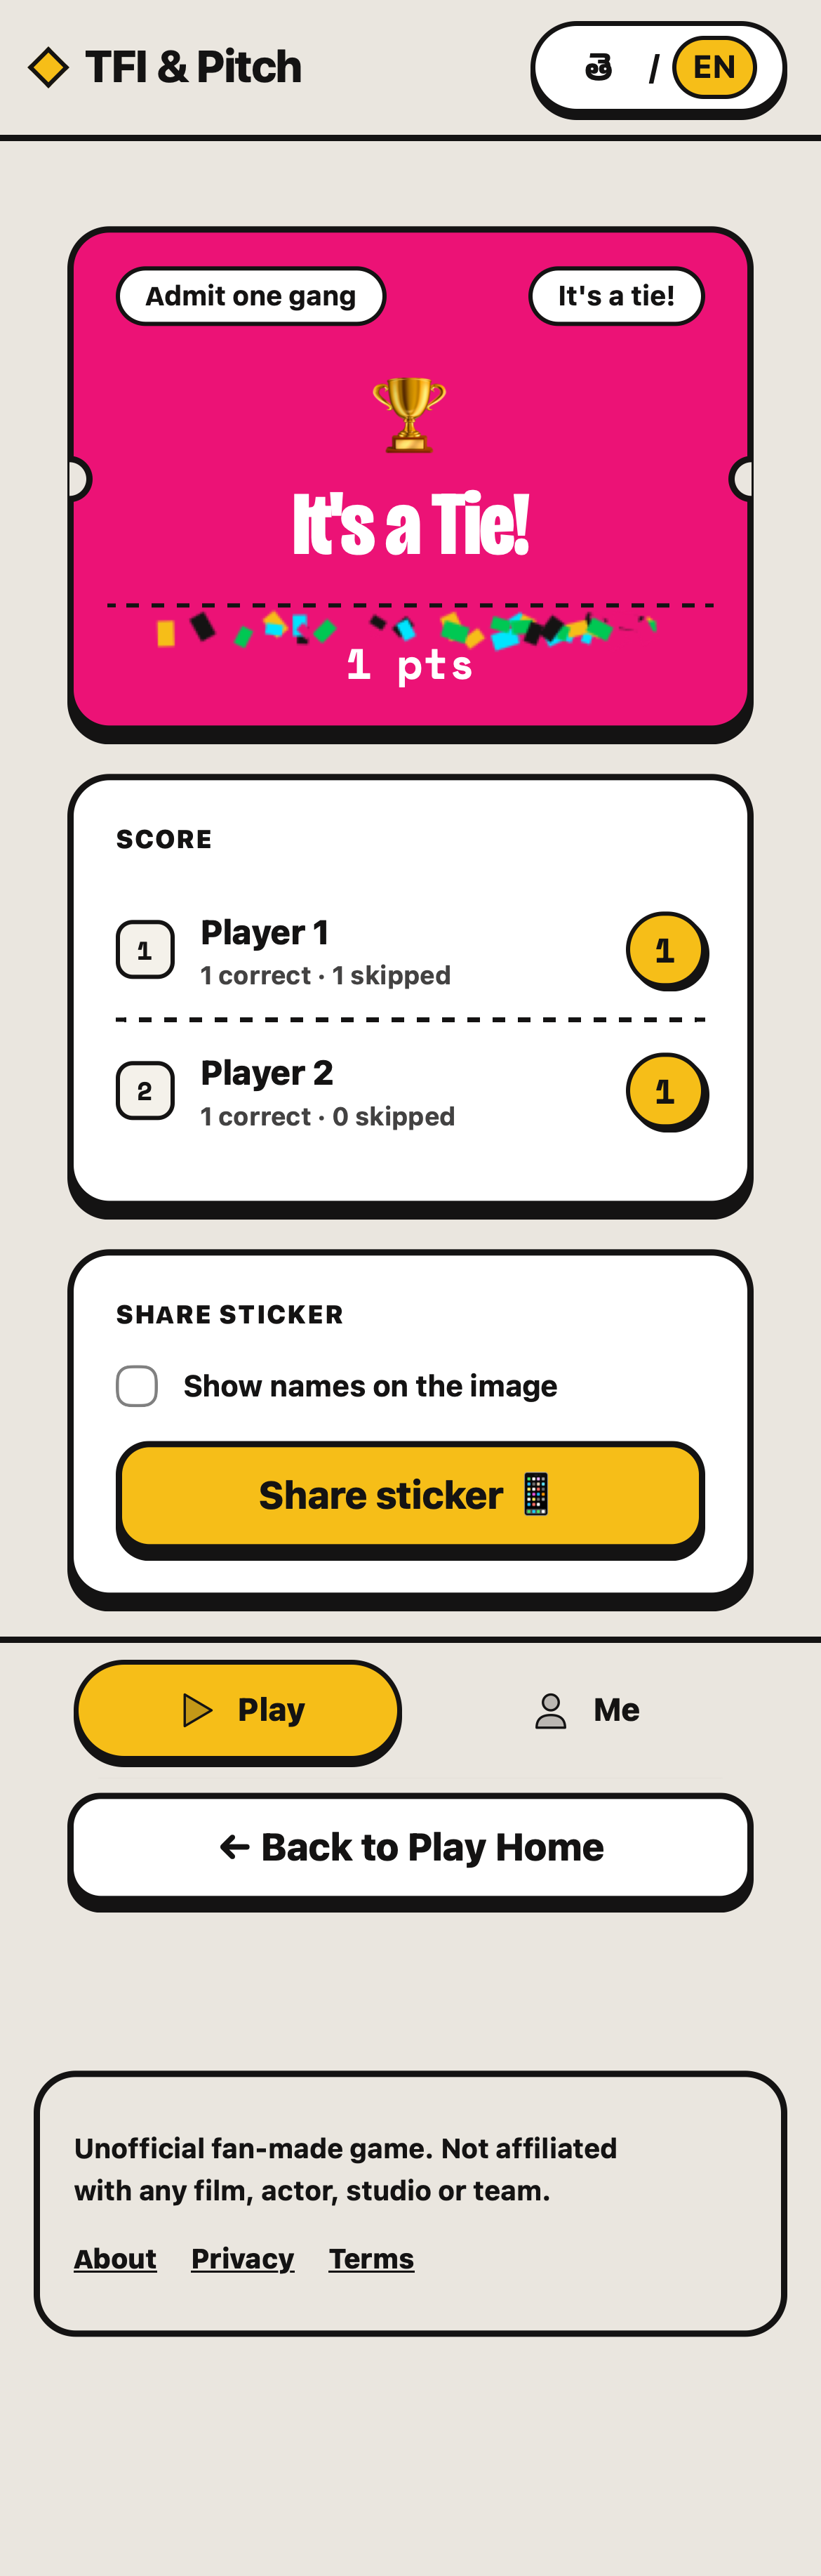 TFI & Pitch
తె / EN
Admit one gang
It's a tie!
It's a Tie!
1 pts
SCORE
1
Player 1
1 correct · 1 skipped
1
2
Player 2
1 correct · 0 skipped
1
SHARE STICKER
Show names on the image
Share sticker
Play
Me
← Back to Play Home
Unofficial fan-made game. Not affiliated
with any film, actor, studio or team.
About Privacy Terms